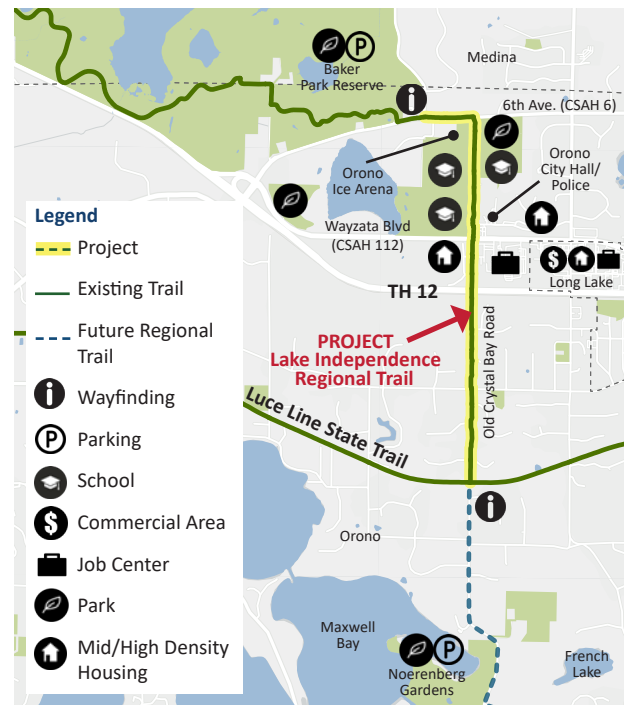 Medina
Baker
Park Reserve
6th Ave. (CSAH 6)
Orono
Ice Arena
Orono
City Hall/
Police
Wayzata Blvd
(CSAH 112)
Long Lake
TH 12
PROJECT
Lake Independence
Regional Trail
Old Crystal Bay Road
Luce Line State Trail
Orono
Maxwell
Bay
Noerenberg
Gardens
French
Lake
Legend
Project
Existing Trail
Future Regional
Trail
i Wayfinding
P Parking
School
$ Commercial Area
Job Center
Park
Mid/High Density
Housing